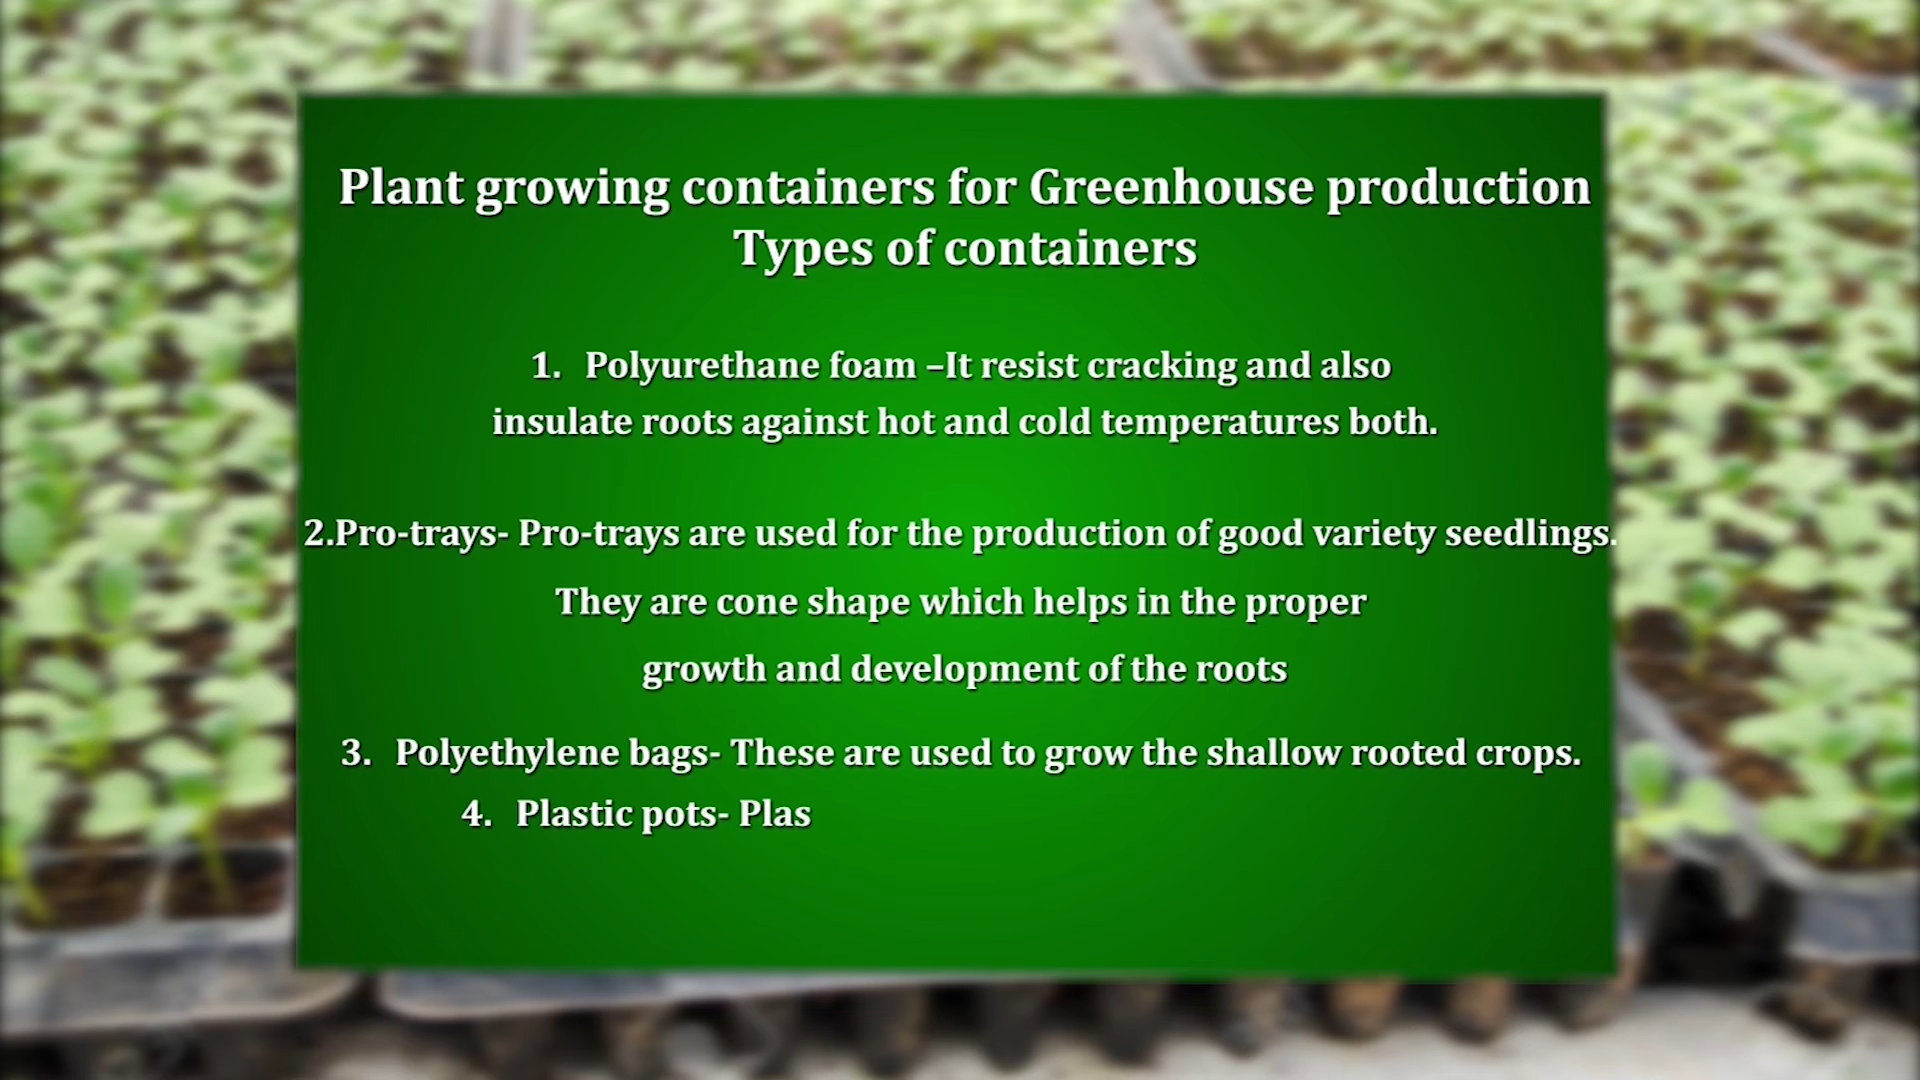 Plant growing containers for Greenhouse production
Types of containers
1. Polyurethane foam –It resist cracking and also
insulate roots against hot and cold temperatures both.
2.Pro-trays- Pro-trays are used for the production of good variety seedlings.
They are cone shape which helps in the proper
growth and development of the roots
3. Polyethylene bags- These are used to grow the shallow rooted crops.
4. Plastic pots- Plas